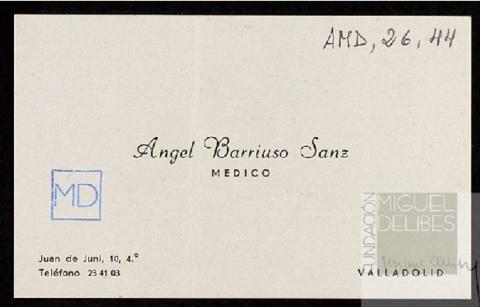 AMD, 26, 44
Angel Barriuso Sanz
MEDICO
MD
Juan de Juni, 10, 4.º
Teléfono 23 41 03
VALLADOLID
FUNDACIÓN
MIGUEL
DELIBES